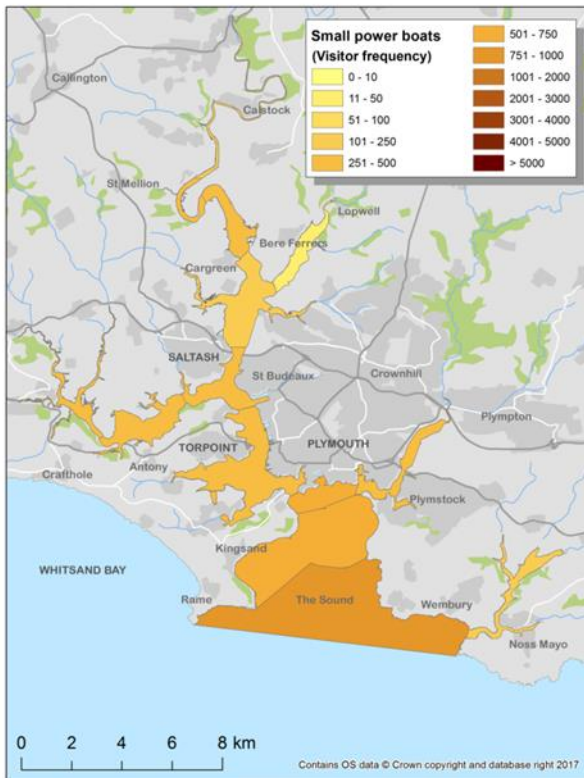 Small power boats
(Visitor frequency)
0 - 10
11 - 50
51 - 100
101 - 250
251 - 500
501 - 750
751 - 1000
1001 - 2000
2001 - 3000
3001 - 4000
4001 - 5000
> 5000
Callington
Calstock
St Mellion
Lopwell
Bere Ferrers
Cargreen
SALTASH
St Budeaux
Crownhill
Plympton
TORPOINT
PLYMOUTH
Antony
Crafthole
Plymstock
Kingsand
WHITSAND BAY
Rame
The Sound
Wembury
Noss Mayo
0 2 4 6 8 km
Contains OS data © Crown copyright and database right 2017